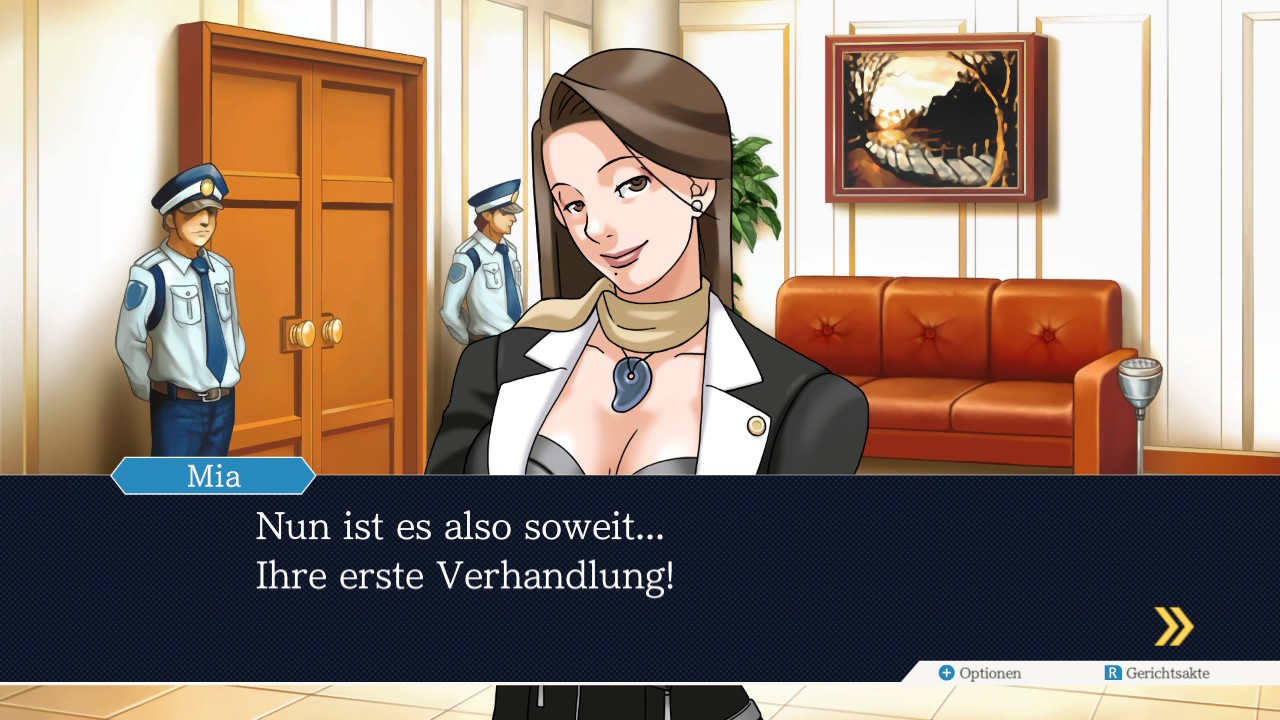 Mia
Nun ist es also soweit...
Ihre erste Verhandlung!
+ Optionen
R Gerichtsakte